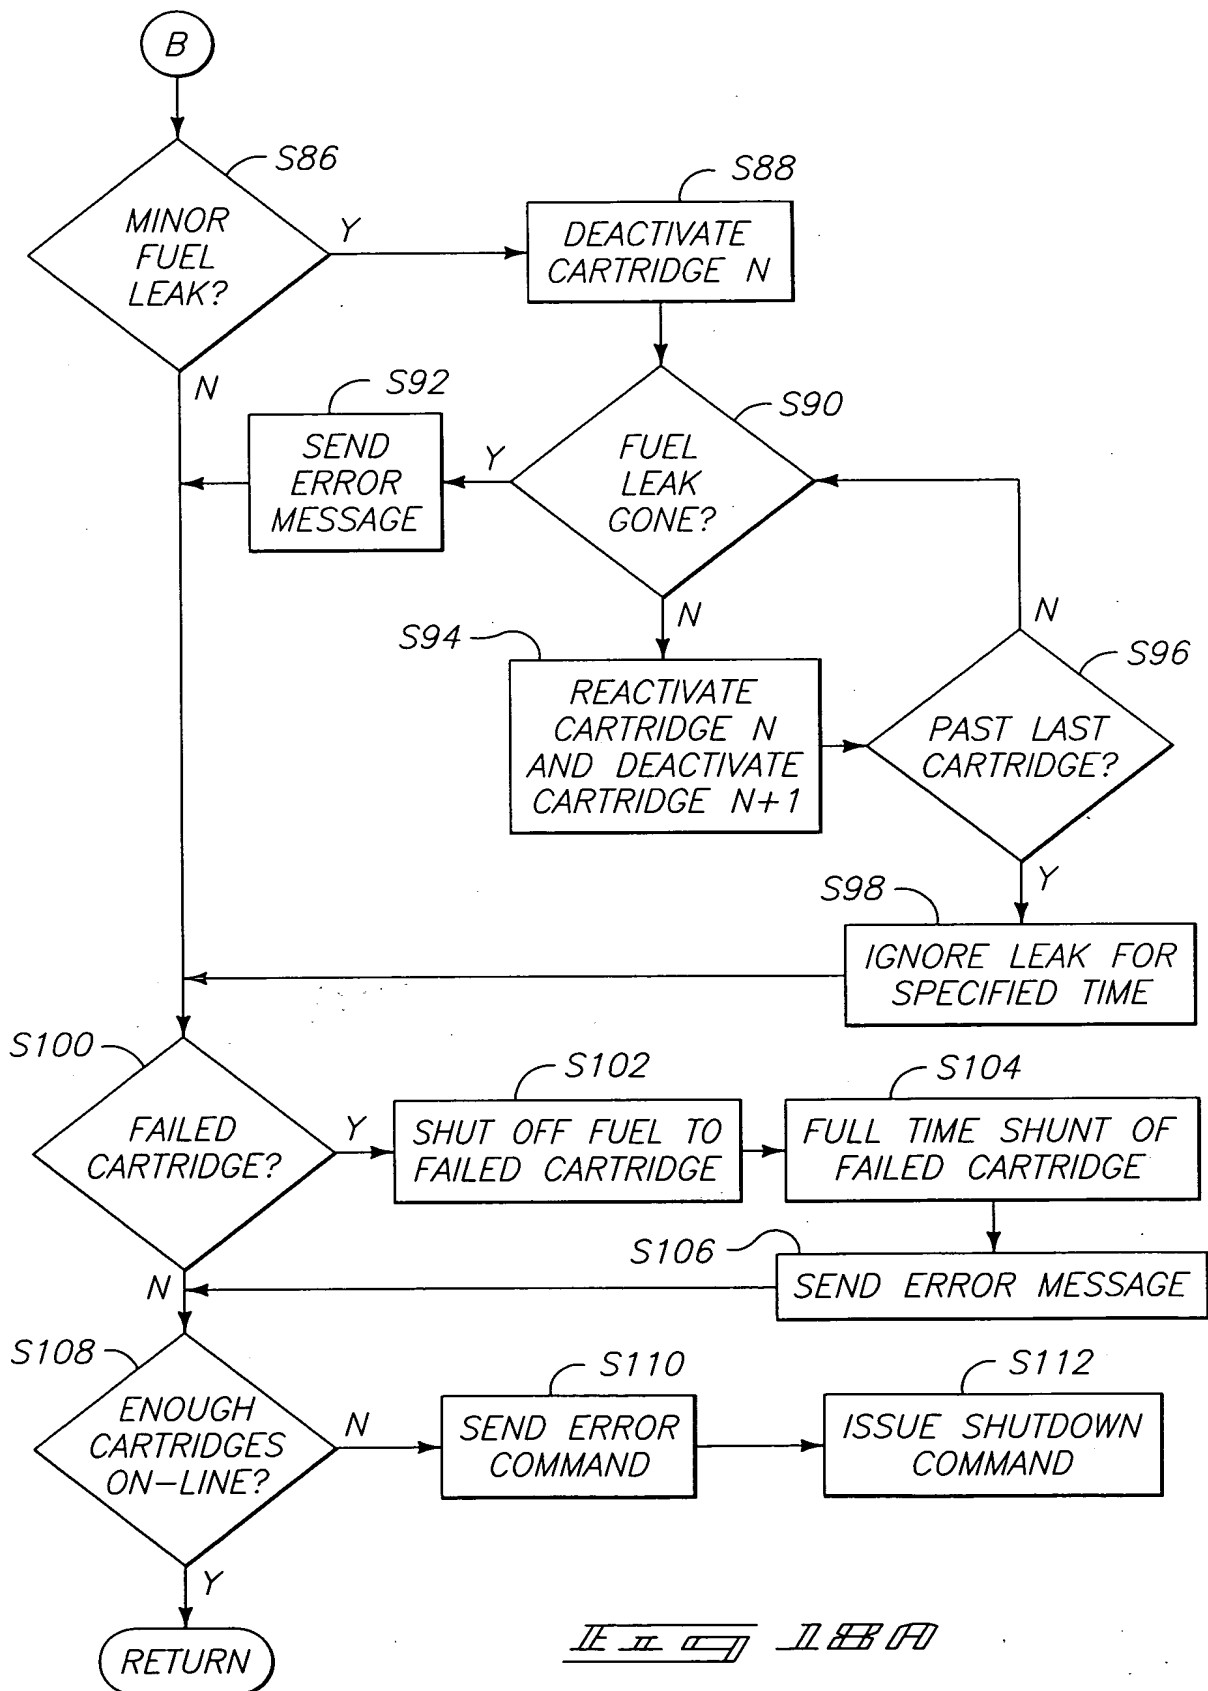 B
S86
MINOR
FUEL
LEAK?
Y
N
S88
DEACTIVATE
CARTRIDGE N
S92
SEND
ERROR
MESSAGE
Y
S90
FUEL
LEAK
GONE?
N
S94
REACTIVATE
CARTRIDGE N
AND DEACTIVATE
CARTRIDGE N+1
N
S96
PAST LAST
CARTRIDGE?
Y
S98
IGNORE LEAK FOR
SPECIFIED TIME
S100
FAILED
CARTRIDGE?
Y
N
S102
SHUT OFF FUEL TO
FAILED CARTRIDGE
S104
FULL TIME SHUNT OF
FAILED CARTRIDGE
S106
SEND ERROR MESSAGE
S108
ENOUGH
CARTRIDGES
ON-LINE?
N
Y
S110
SEND ERROR
COMMAND
S112
ISSUE SHUTDOWN
COMMAND
RETURN
FIG 18A